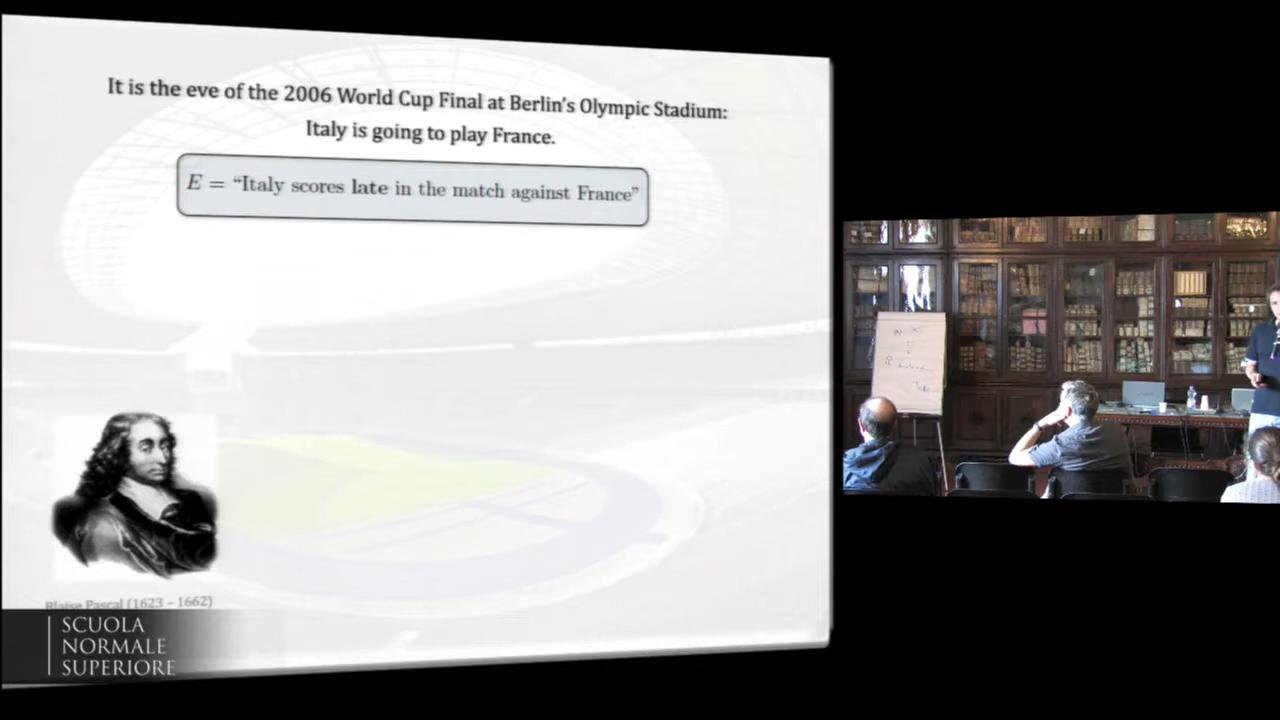 It is the eve of the 2006 World Cup Final at Berlin's Olympic Stadium:
Italy is going to play France.
E = “Italy scores late in the match against France”
Blaise Pascal (1623 – 1662)
SCUOLA
NORMALE
SUPERIORE